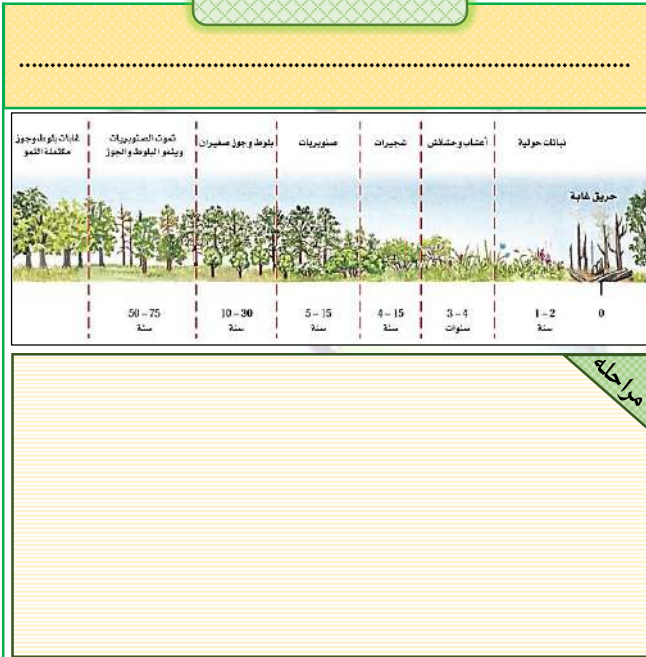 نباتات حولية
أعشاب وحشائش
شجيرات
صنوبريات
بلوط وجوز صغيران
تموت الصنوبريات
وينمو البلوط والجوز
غابات بلوط وجوز
مكتملة النمو
حريق غابة
0
1 – 2
سنة
3 – 4
سنوات
4 – 15
سنة
5 – 15
سنة
10 – 30
سنة
50 – 75
سنة
مراحله